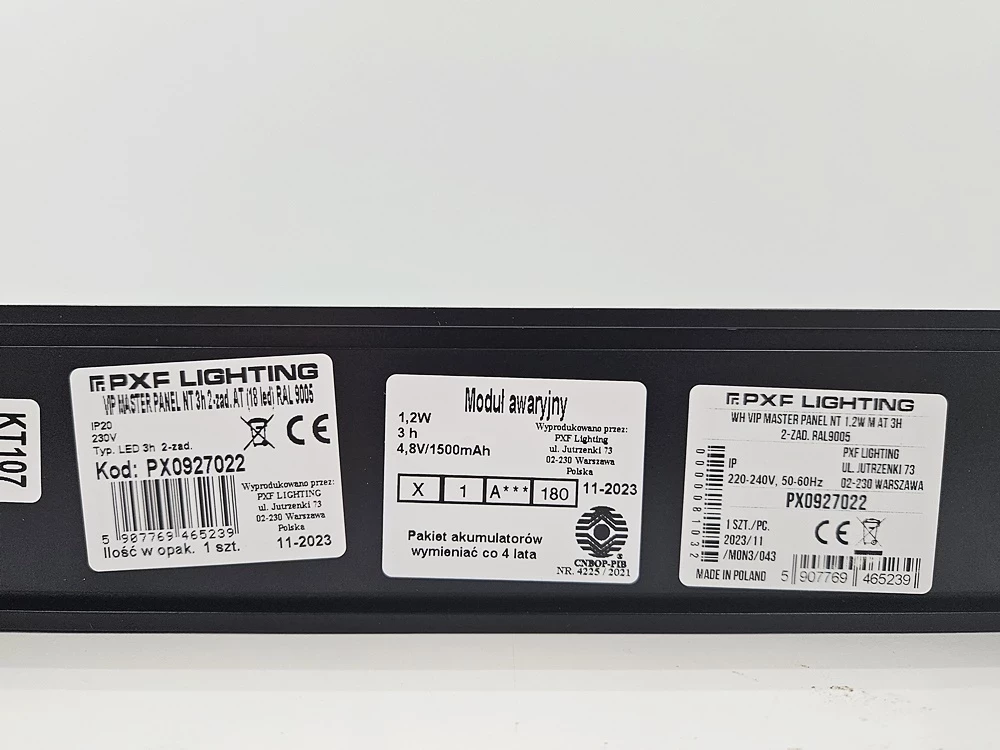 KT107
PXF LIGHTING
VIP MASTER PANEL NT 3h 2-zad. AT (18 led) RAL 9005
IP20
230V
Typ. LED 3h 2-zad.
CE
Kod: PX0927022
5 907769 465239
Ilość w opak. 1 szt.
Wyprodukowano przez:
PXF LIGHTING
ul. Jutrzenki 73
02-230 Warszawa
Polska
11-2023
Moduł awaryjny
1,2W
3 h
4,8V/1500mAh
Wyprodukowano przez:
PXF Lighting
ul. Jutrzenki 73
02-230 Warszawa
Polska
X 1 A*** 180 11-2023
Pakiet akumulatorów
wymieniać co 4 lata
CNBOP-PIB
NR. 4225 / 2021
PXF LIGHTING
WH VIP MASTER PANEL NT 1.2W M AT 3H
2-ZAD. RAL9005
IP
220-240V, 50-60Hz
PXF LIGHTING
UL. JUTRZENKI 73
02-230 WARSZAWA
PX0927022
1 SZT./PC.
2023/11
/MON3/043
CE
MADE IN POLAND
5 907769 465239